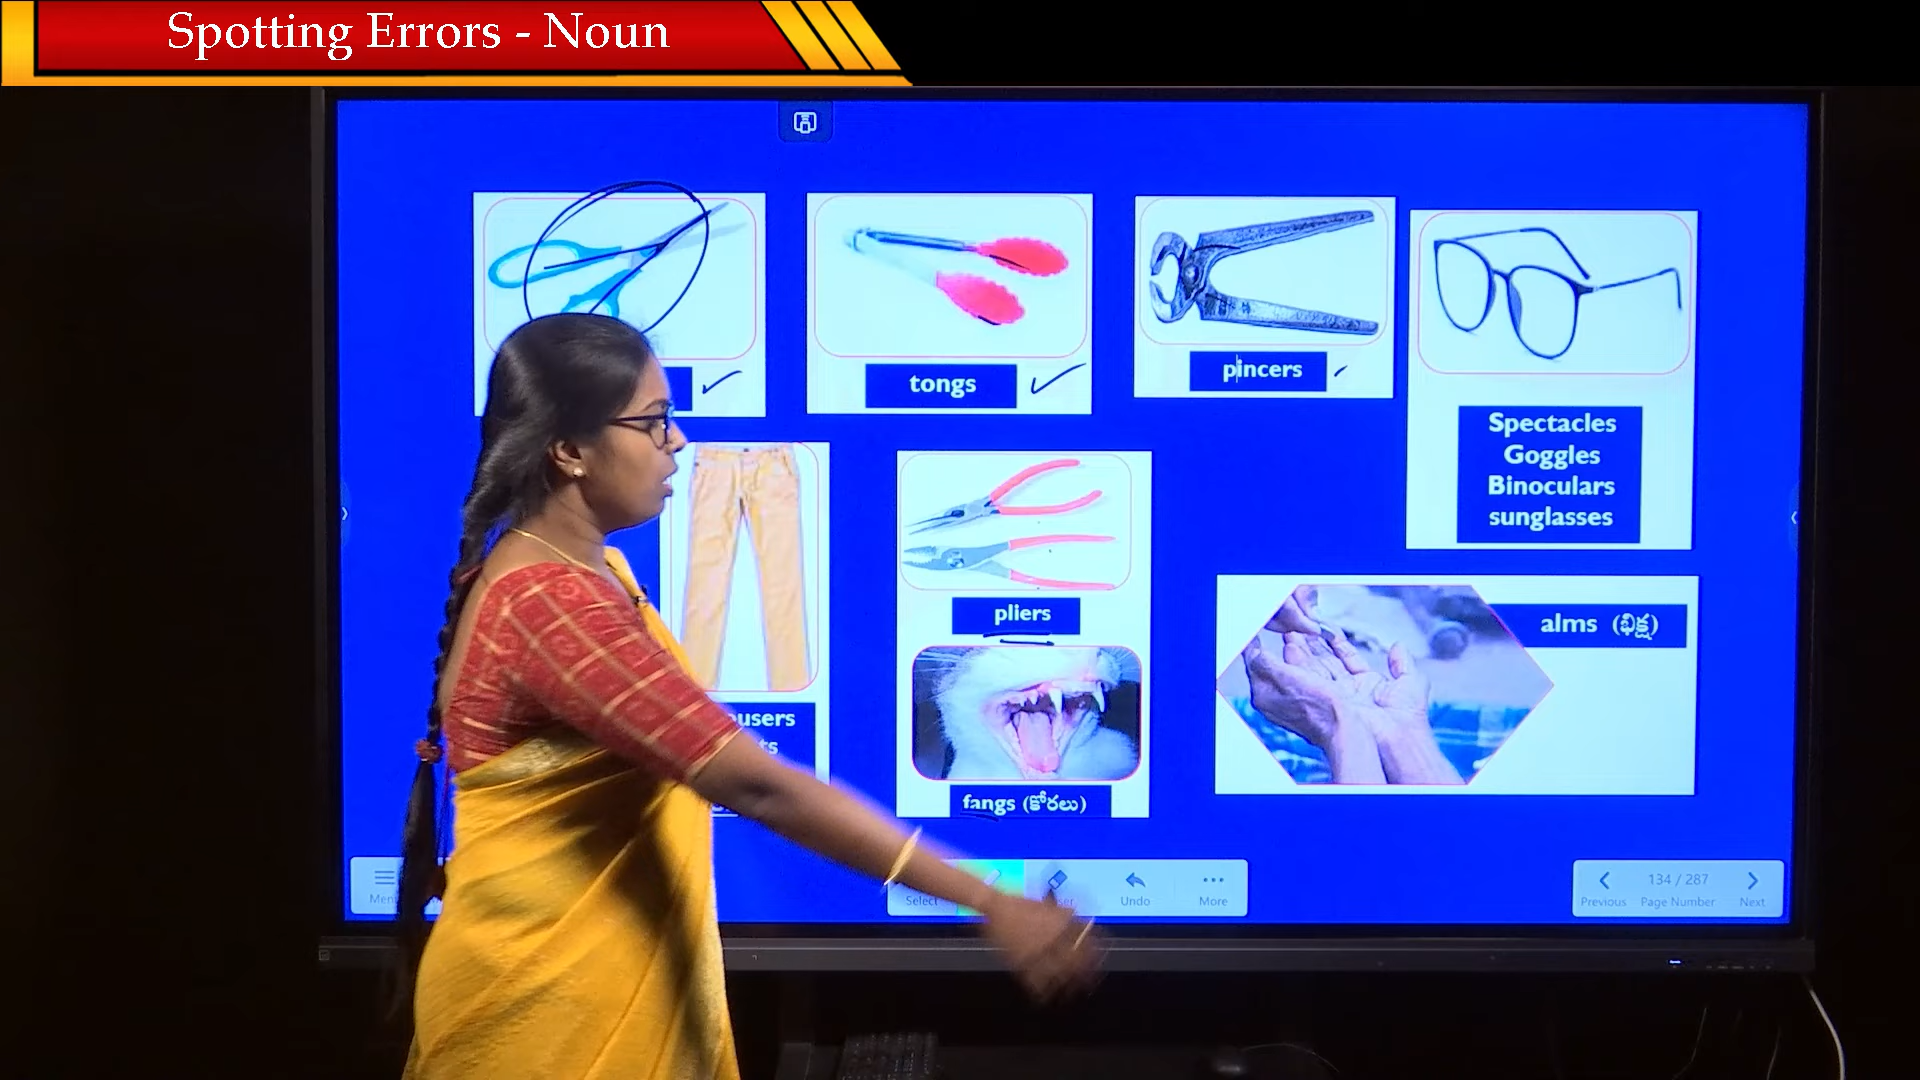 Spotting Errors - Noun
tongs
pincers
Spectacles
Goggles
Binoculars
sunglasses
pliers
alms (భిక్ష)
fangs (కోరలు)
Select
Undo
More
Previous
134 / 287
Page Number
Next